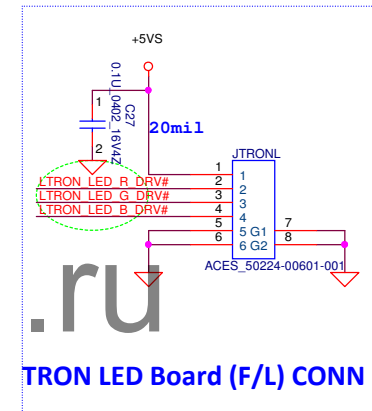 +5VS
0.1U_0402_16V4Z
C27
1
2
20mil
JTRONL
1 1
LTRON_LED_R_DRV# 2 2
LTRON_LED_G_DRV# 3 3
LTRON_LED_B_DRV# 4 4
5 5 G1 7
6 6 G2 8
ACES_50224-00601-001
.ru
TRON LED Board (F/L) CONN